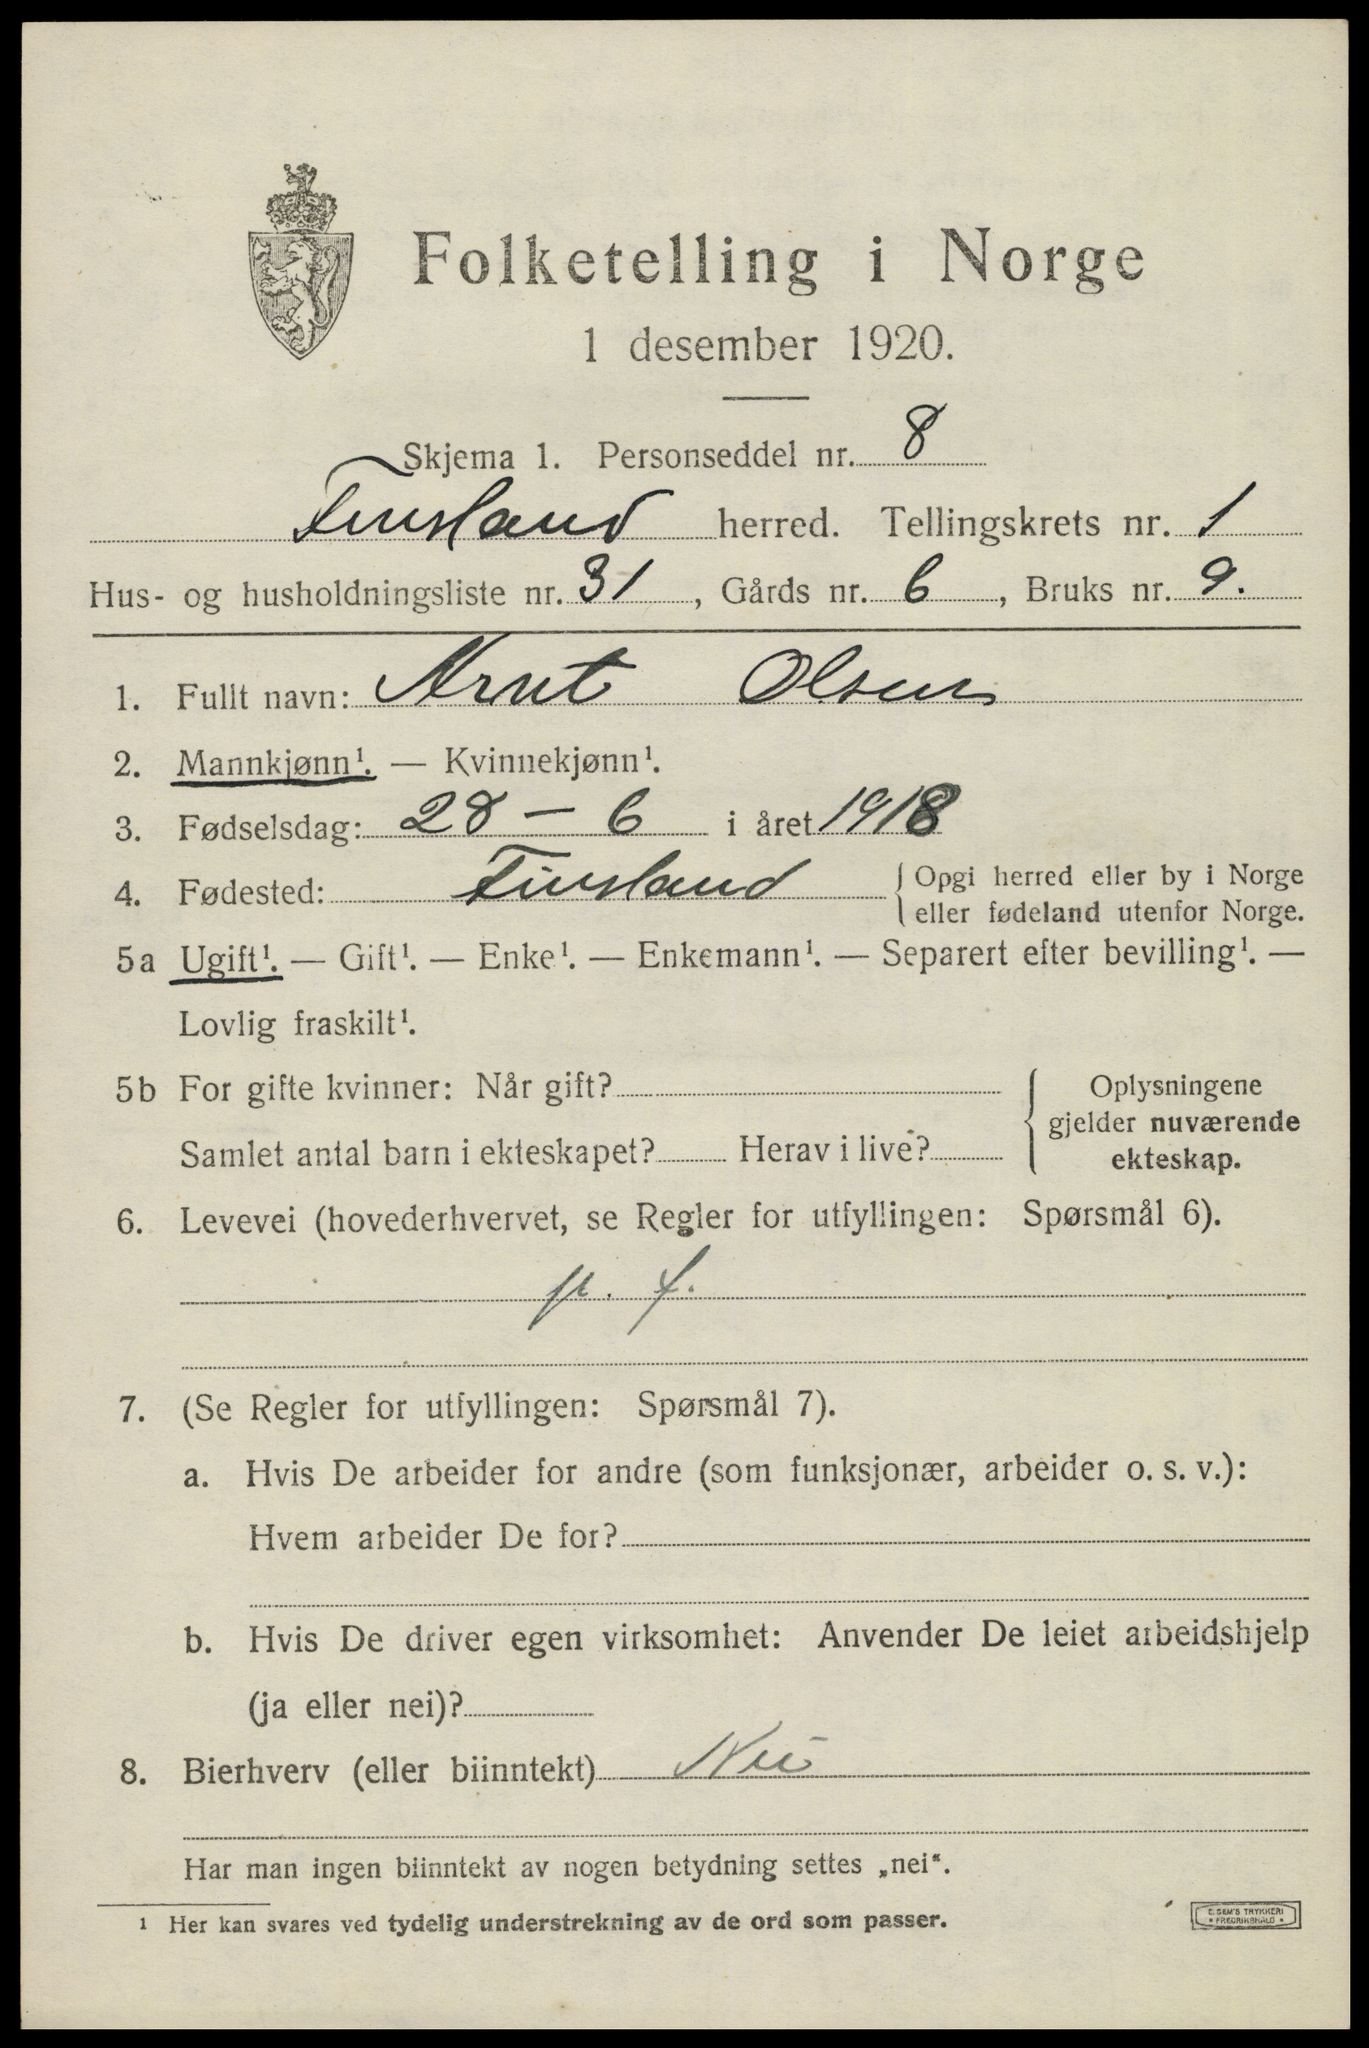 Folketelling i Norge
1 desember 1920.
Skjema 1. Personseddel nr. 8
Finsland herred. Tellingskrets nr. 1
Hus- og husholdningsliste nr. 31, Gårds nr. 6, Bruks nr. 9.
1. Fullt navn: Arnt Olsen
2. Mannkjønn¹. — Kvinnekjønn¹.
3. Fødselsdag: 28 - 6 i året 1918
4. Fødested: Finsland { Opgi herred eller by i Norge
eller fødeland utenfor Norge.
5a Ugift¹. — Gift¹. — Enke¹. — Enkemann¹. — Separert efter bevilling¹. —
Lovlig fraskilt¹.
5b For gifte kvinner: Når gift?
Samlet antal barn i ekteskapet? Herav i live?
Oplysningene
gjelder nuværende
ekteskap.
6. Levevei (hovederhvervet, se Regler for utfyllingen: Spørsmål 6).
p. f.
7. (Se Regler for utfyllingen: Spørsmål 7).
a. Hvis De arbeider for andre (som funksjonær, arbeider o. s. v.):
Hvem arbeider De for?
b. Hvis De driver egen virksomhet: Anvender De leiet arbeidshjelp
(ja eller nei)?
8. Bierhverv (eller biinntekt) Nei
Har man ingen biinntekt av nogen betydning settes „nei“.
¹ Her kan svares ved tydelig understrekning av de ord som passer.
E. SEM'S TRYKKERI
• FREDRIKSHALD •